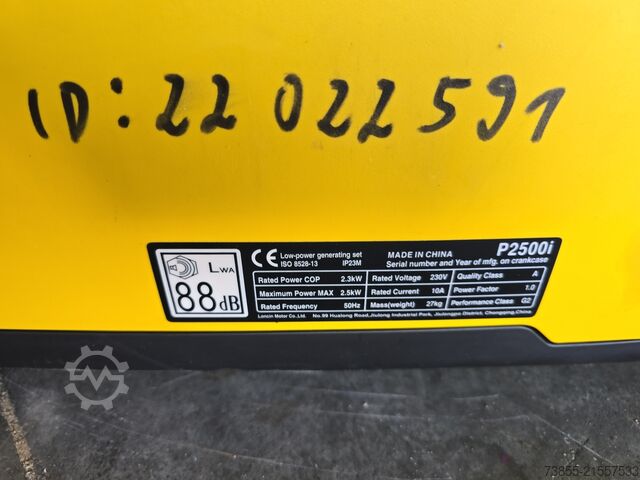 ID: 22 022 591
LWA
88dB
CE Low-power generating set
ISO 8528-13 IP23M
MADE IN CHINA
Serial number and Year of mfg. on crankcase
P2500i
Rated Power COP 2.3kW Rated Voltage 230V Quality Class A
Maximum Power MAX 2.5kW Rated Current 10A Power Factor 1.0
Rated Frequency 50Hz Mass(weight) 27kg Performance Class G2
Loncin Motor Co.,Ltd. No.99 Hualong Road,Jiulong Industrial Park, Jiulongpo District, Chongqing,China.
73855-21557533